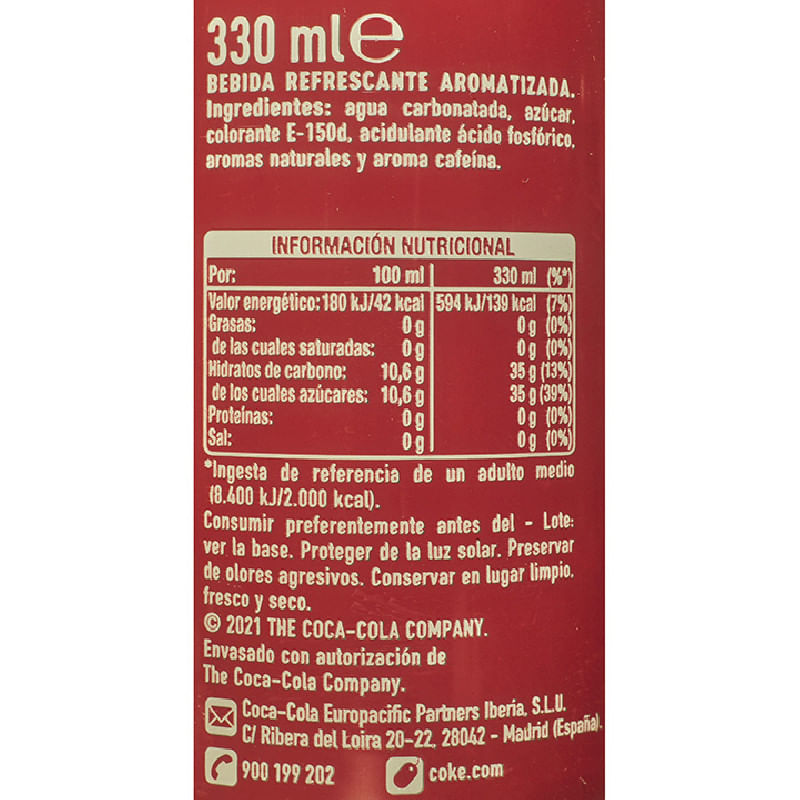 330 ml e
BEBIDA REFRESCANTE AROMATIZADA.
Ingredientes: agua carbonatada, azúcar,
colorante E-150d, acidulante ácido fosfórico,
aromas naturales y aroma cafeína.
INFORMACIÓN NUTRICIONAL
Por: 100 ml 330 ml (%*)
Valor energético: 180 kJ/42 kcal 594 kJ/139 kcal (7%)
Grasas: 0 g 0 g (0%)
de las cuales saturadas: 0 g 0 g (0%)
Hidratos de carbono: 10,6 g 35 g (13%)
de los cuales azúcares: 10,6 g 35 g (39%)
Proteínas: 0 g 0 g (0%)
Sal: 0 g 0 g (0%)
*Ingesta de referencia de un adulto medio
(8.400 kJ/2.000 kcal).
Consumir preferentemente antes del - Lote:
ver la base. Proteger de la luz solar. Preservar
de olores agresivos. Conservar en lugar limpio,
fresco y seco.
© 2021 THE COCA-COLA COMPANY.
Envasado con autorización de
The Coca-Cola Company.
Coca-Cola Europacific Partners Iberia, S.L.U.
C/ Ribera del Loira 20-22, 28042 - Madrid (España).
900 199 202 coke.com